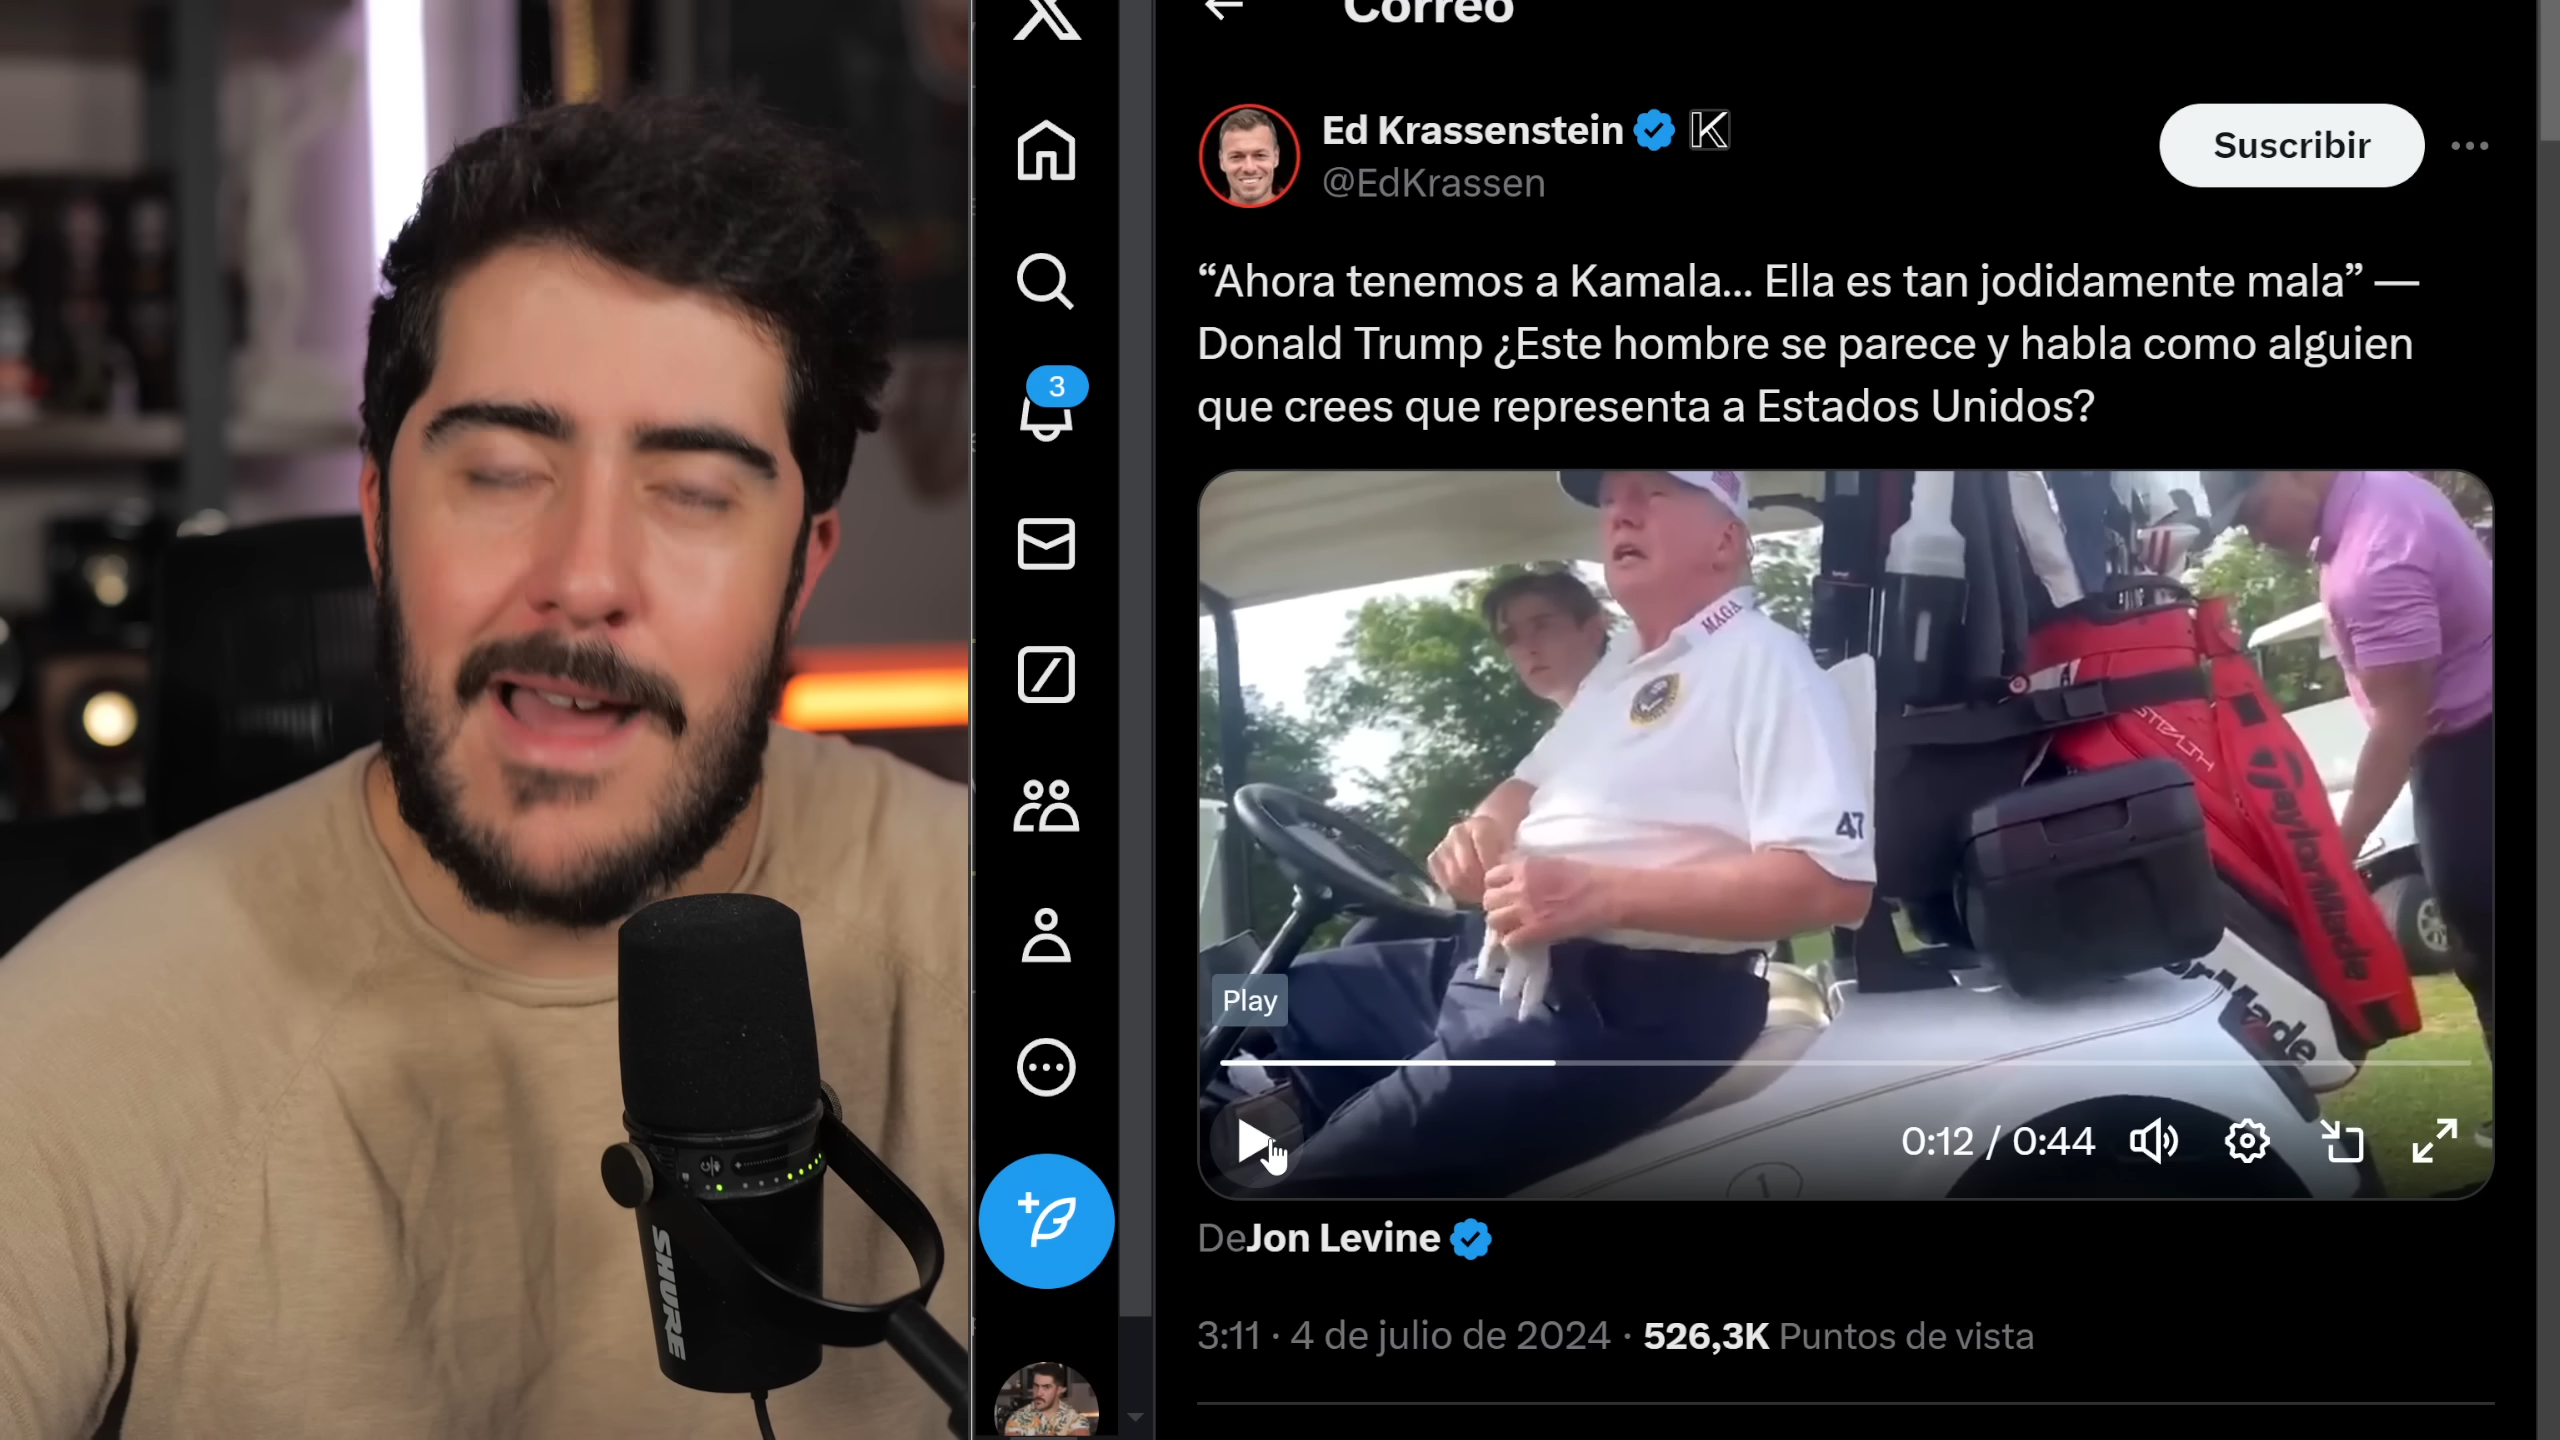 Correo
Ed Krassenstein
@EdKrassen
Suscribir
3
“Ahora tenemos a Kamala... Ella es tan jodidamente mala” —
Donald Trump ¿Este hombre se parece y habla como alguien
que crees que representa a Estados Unidos?
MAGA
47
STEALTH
TaylorMade
orMade
Play
0:12 / 0:44
SHURE
DeJon Levine
3:11 · 4 de julio de 2024 · 526,3K Puntos de vista